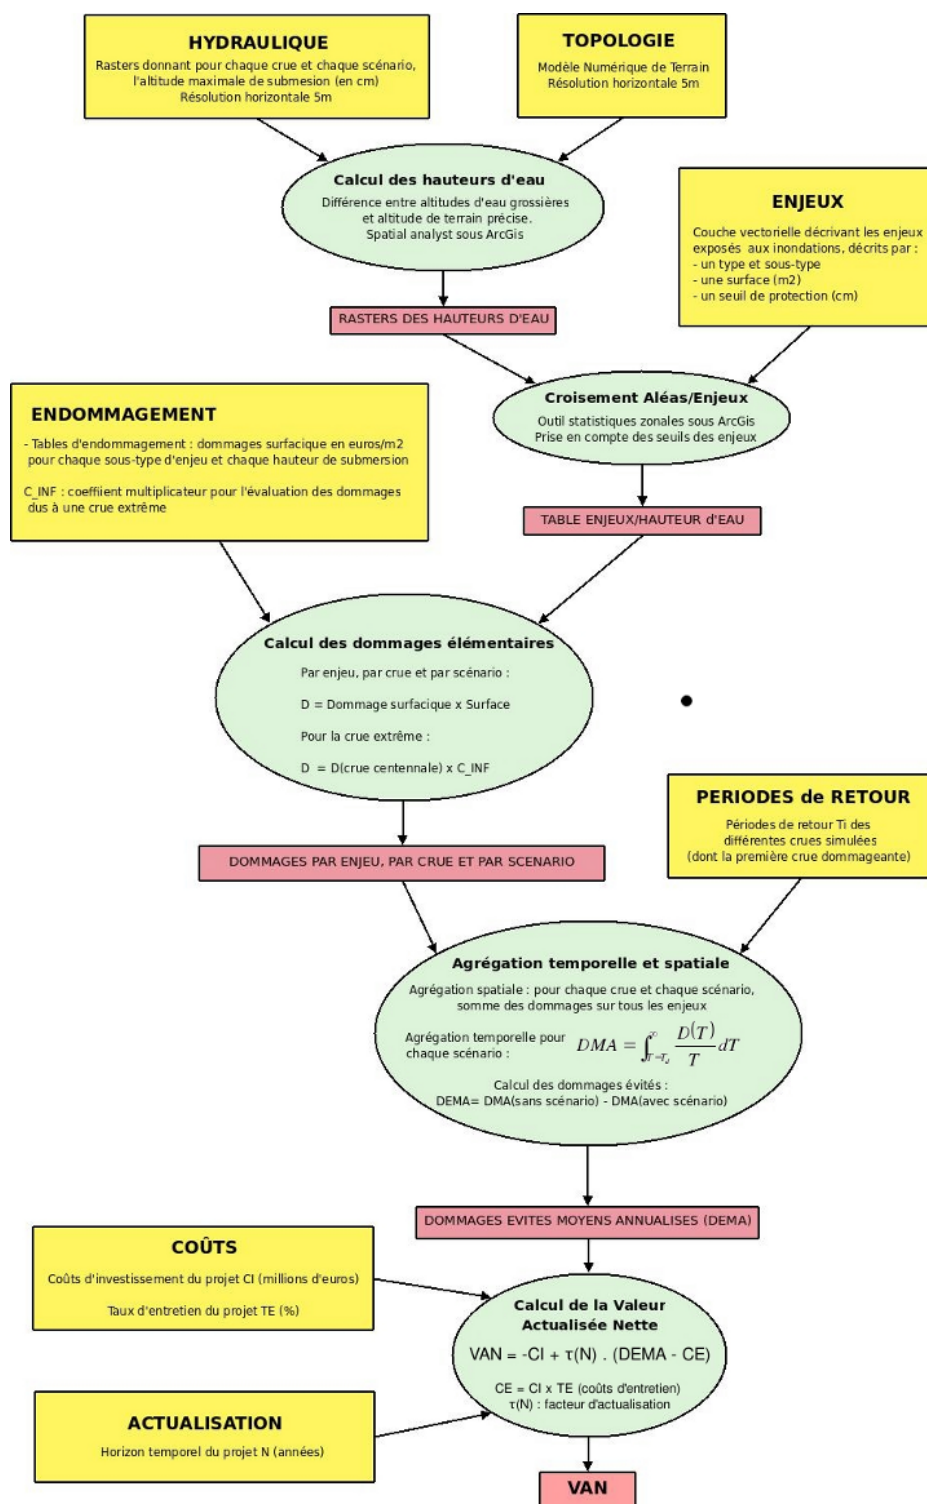 HYDRAULIQUE
Rasters donnant pour chaque crue et chaque scénario,
l'altitude maximale de submesion (en cm)
Résolution horizontale 5m
TOPOLOGIE
Modèle Numérique de Terrain
Résolution horizontale 5m
Calcul des hauteurs d'eau
Différence entre altitudes d'eau grossières
et altitude de terrain précise.
Spatial analyst sous ArcGis
ENJEUX
Couche vectorielle décrivant les enjeux
exposés aux inondations, décrits par :
- un type et sous-type
- une surface (m2)
- un seuil de protection (cm)
RASTERS DES HAUTEURS D'EAU
Croisement Aléas/Enjeux
Outil statistiques zonales sous ArcGis
Prise en compte des seuils des enjeux
ENDOMMAGEMENT
- Tables d'endommagement : dommages surfacique en euros/m2
pour chaque sous-type d'enjeu et chaque hauteur de submersion
C_INF : coeffiient multiplicateur pour l'évaluation des dommages
dus à une crue extrême
TABLE ENJEUX/HAUTEUR d'EAU
Calcul des dommages élémentaires
Par enjeu, par crue et par scénario :
D = Dommage surfacique x Surface
Pour la crue extrême :
D = D(crue centennale) x C_INF
PERIODES de RETOUR
Périodes de retour Ti des
différentes crues simulées
(dont la première crue dommageante)
DOMMAGES PAR ENJEU, PAR CRUE ET PAR SCENARIO
Agrégation temporelle et spatiale
Agrégation spatiale : pour chaque crue et chaque scénario,
somme des dommages sur tous les enjeux
Agrégation temporelle pour
chaque scénario :
DMA = ∫_{T=T_d}^{∞} D(T)/T dT
Calcul des dommages évités :
DEMA= DMA(sans scénario) - DMA(avec scénario)
DOMMAGES EVITES MOYENS ANNUALISES (DEMA)
COÛTS
Coûts d'investissement du projet CI (millions d'euros)
Taux d'entretien du projet TE (%)
Calcul de la Valeur
Actualisée Nette
VAN = -CI + τ(N) . (DEMA - CE)
CE = CI x TE (coûts d'entretien)
τ(N) : facteur d'actualisation
ACTUALISATION
Horizon temporel du projet N (années)
VAN